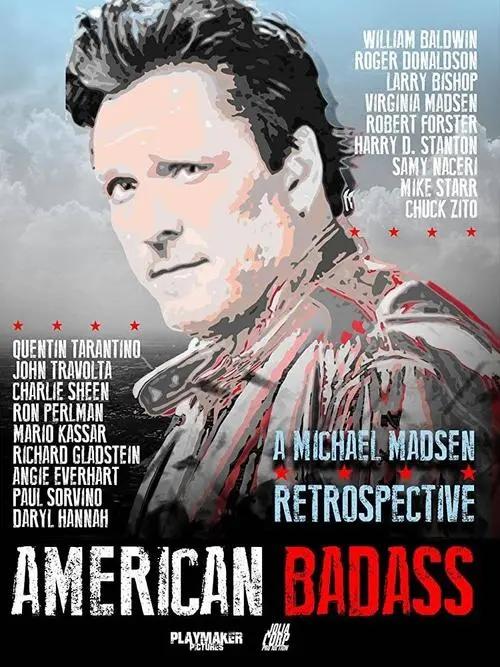 WILLIAM BALDWIN
ROGER DONALDSON
LARRY BISHOP
VIRGINIA MADSEN
ROBERT FORSTER
HARRY D. STANTON
SAMY NACERI
MIKE STARR
CHUCK ZITO
QUENTIN TARANTINO
JOHN TRAVOLTA
CHARLIE SHEEN
RON PERLMAN
MARIO KASSAR
RICHARD GLADSTEIN
ANGIE EVERHART
PAUL SORVINO
DARYL HANNAH
A MICHAEL MADSEN
RETROSPECTIVE
AMERICAN BADASS
PLAYMAKER
PICTURES
JOLIA
CORP